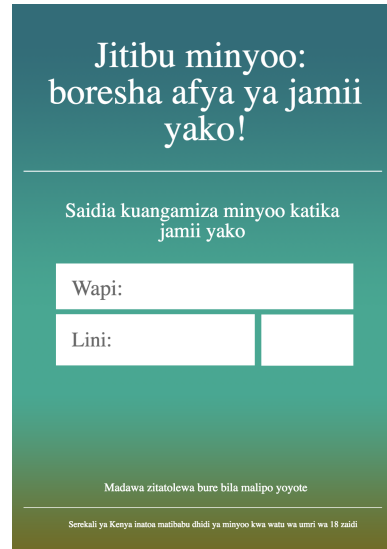 Jitibu minyoo:
boresha afya ya jamii
yako!
Saidia kuangamiza minyoo katika
jamii yako
Wapi:
Lini:
Madawa zitatolewa bure bila malipo yoyote
Serekali ya Kenya inatoa matibabu dhidi ya minyoo kwa watu wa umri wa 18 zaidi